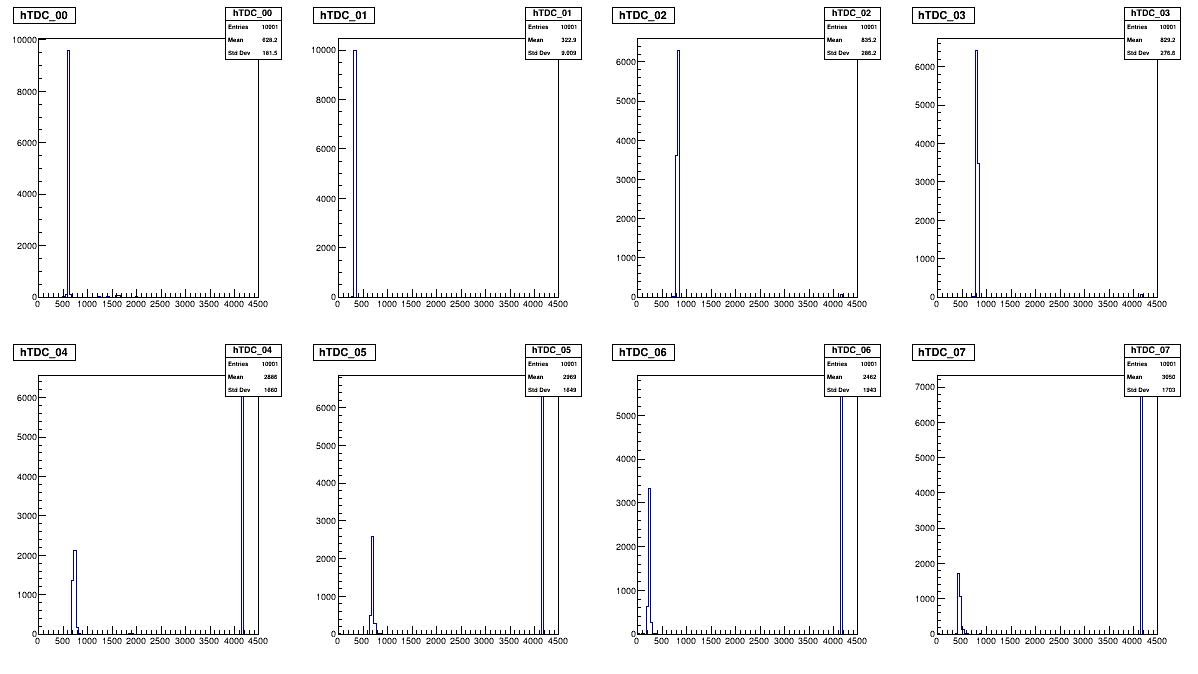 hTDC_00
hTDC_00
Entries 10001
Mean 628.2
Std Dev 181.5
10000
8000
6000
4000
2000
0
0 500 1000 1500 2000 2500 3000 3500 4000 4500
hTDC_01
hTDC_01
Entries 10001
Mean 322.9
Std Dev 9.009
10000
8000
6000
4000
2000
0
0 500 1000 1500 2000 2500 3000 3500 4000 4500
hTDC_02
hTDC_02
Entries 10001
Mean 835.2
Std Dev 286.2
6000
5000
4000
3000
2000
1000
0
0 500 1000 1500 2000 2500 3000 3500 4000 4500
hTDC_03
hTDC_03
Entries 10001
Mean 829.2
Std Dev 276.6
6000
5000
4000
3000
2000
1000
0
0 500 1000 1500 2000 2500 3000 3500 4000 4500
hTDC_04
hTDC_04
Entries 10001
Mean 2886
Std Dev 1660
6000
5000
4000
3000
2000
1000
0
0 500 1000 1500 2000 2500 3000 3500 4000 4500
hTDC_05
hTDC_05
Entries 10001
Mean 2969
Std Dev 1649
6000
5000
4000
3000
2000
1000
0
0 500 1000 1500 2000 2500 3000 3500 4000 4500
hTDC_06
hTDC_06
Entries 10001
Mean 2462
Std Dev 1943
5000
4000
3000
2000
1000
0
0 500 1000 1500 2000 2500 3000 3500 4000 4500
hTDC_07
hTDC_07
Entries 10001
Mean 3050
Std Dev 1703
7000
6000
5000
4000
3000
2000
1000
0
0 500 1000 1500 2000 2500 3000 3500 4000 4500